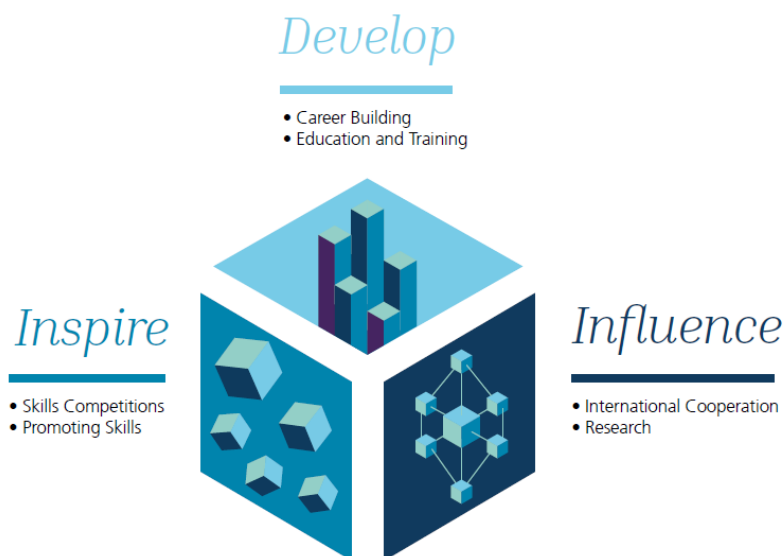 Develop
• Career Building
• Education and Training
Inspire
• Skills Competitions
• Promoting Skills
Influence
• International Cooperation
• Research